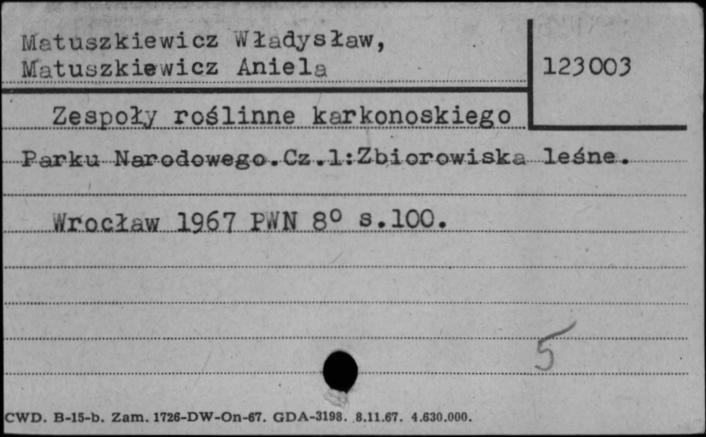 Matuszkiewicz Władysław,
Matuszkiewicz Aniela
123003
Zespoły roślinne karkonoskiego
Parku Narodowego.Cz.1:Zbiorowiska leśne.
Wrocław 1967 PWN 8° s.100.
5
CWD. B-15-b. Zam. 1726-DW-On-67. GDA-3198. 8.11.67. 4.630.000.